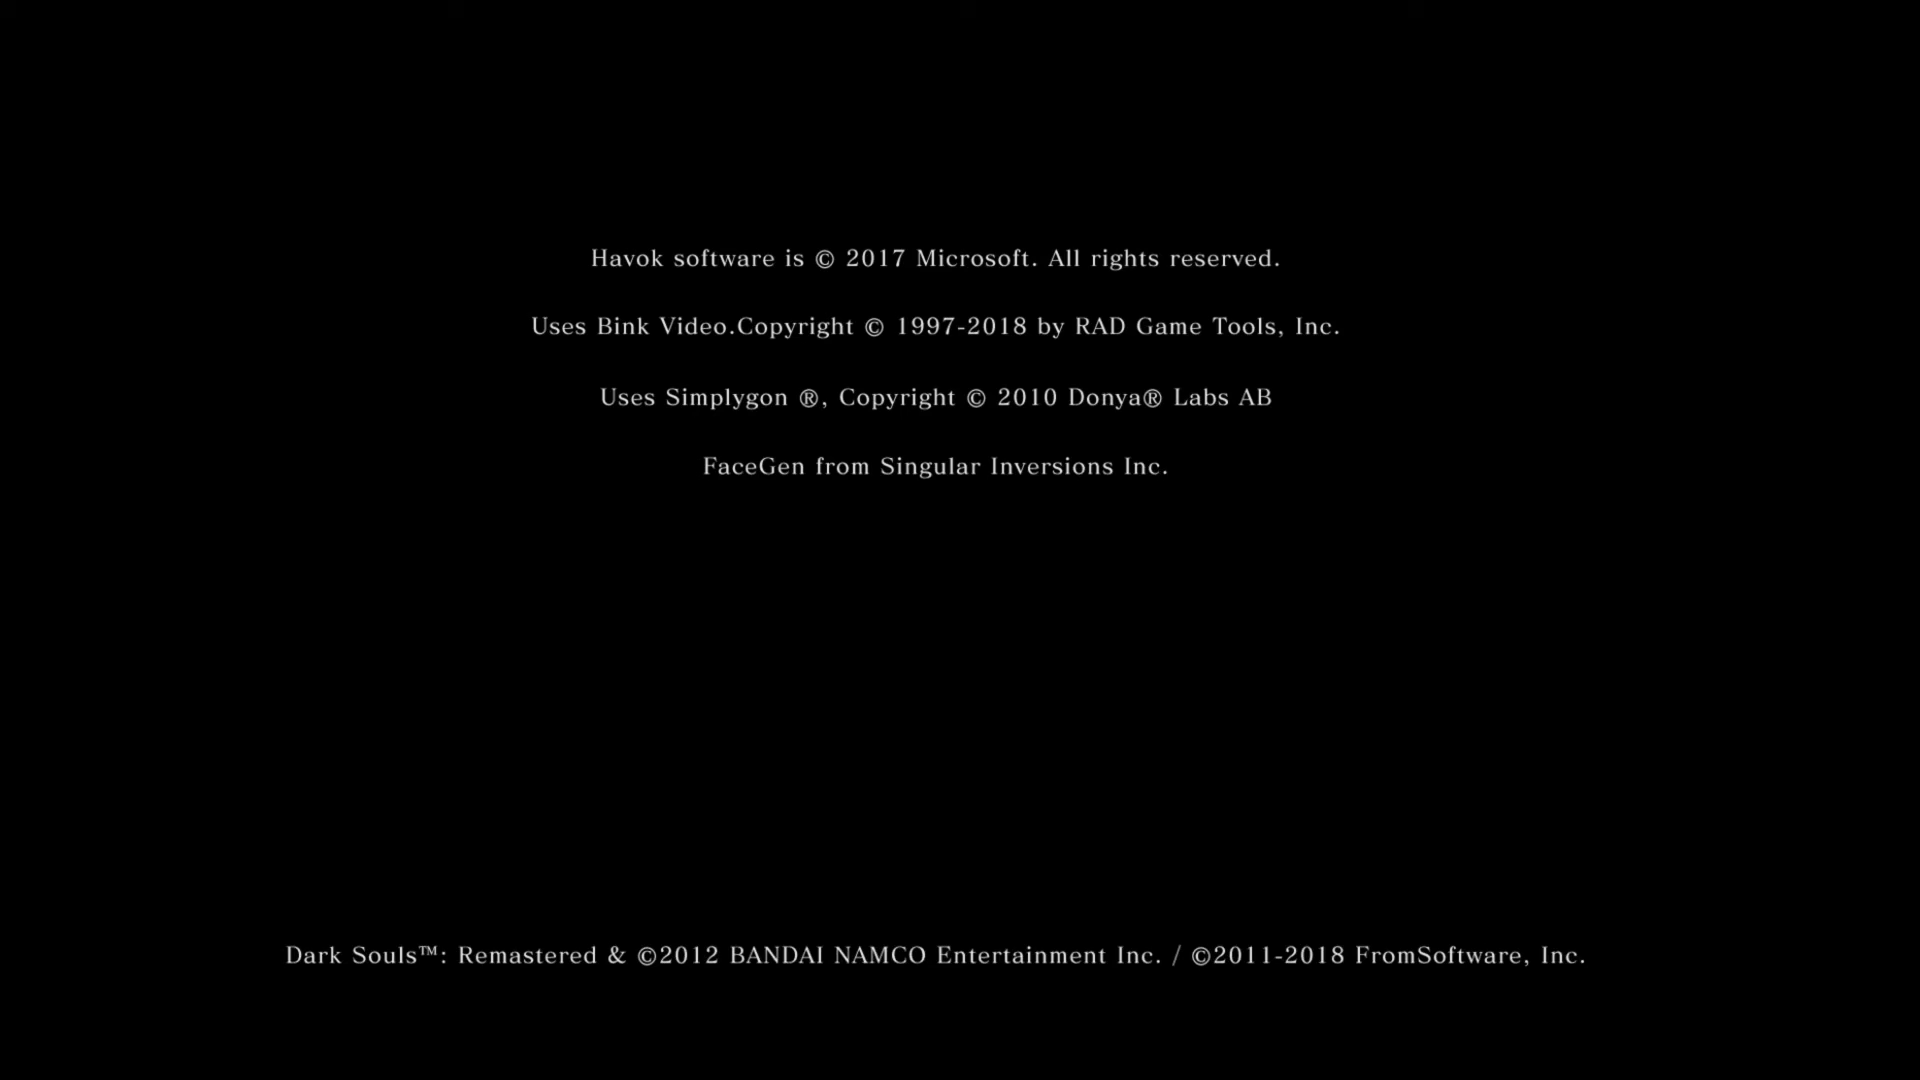 Havok software is © 2017 Microsoft. All rights reserved.
Uses Bink Video.Copyright © 1997-2018 by RAD Game Tools, Inc.
Uses Simplygon ®, Copyright © 2010 Donya® Labs AB
FaceGen from Singular Inversions Inc.
Dark Souls™: Remastered & ©2012 BANDAI NAMCO Entertainment Inc. / ©2011-2018 FromSoftware, Inc.